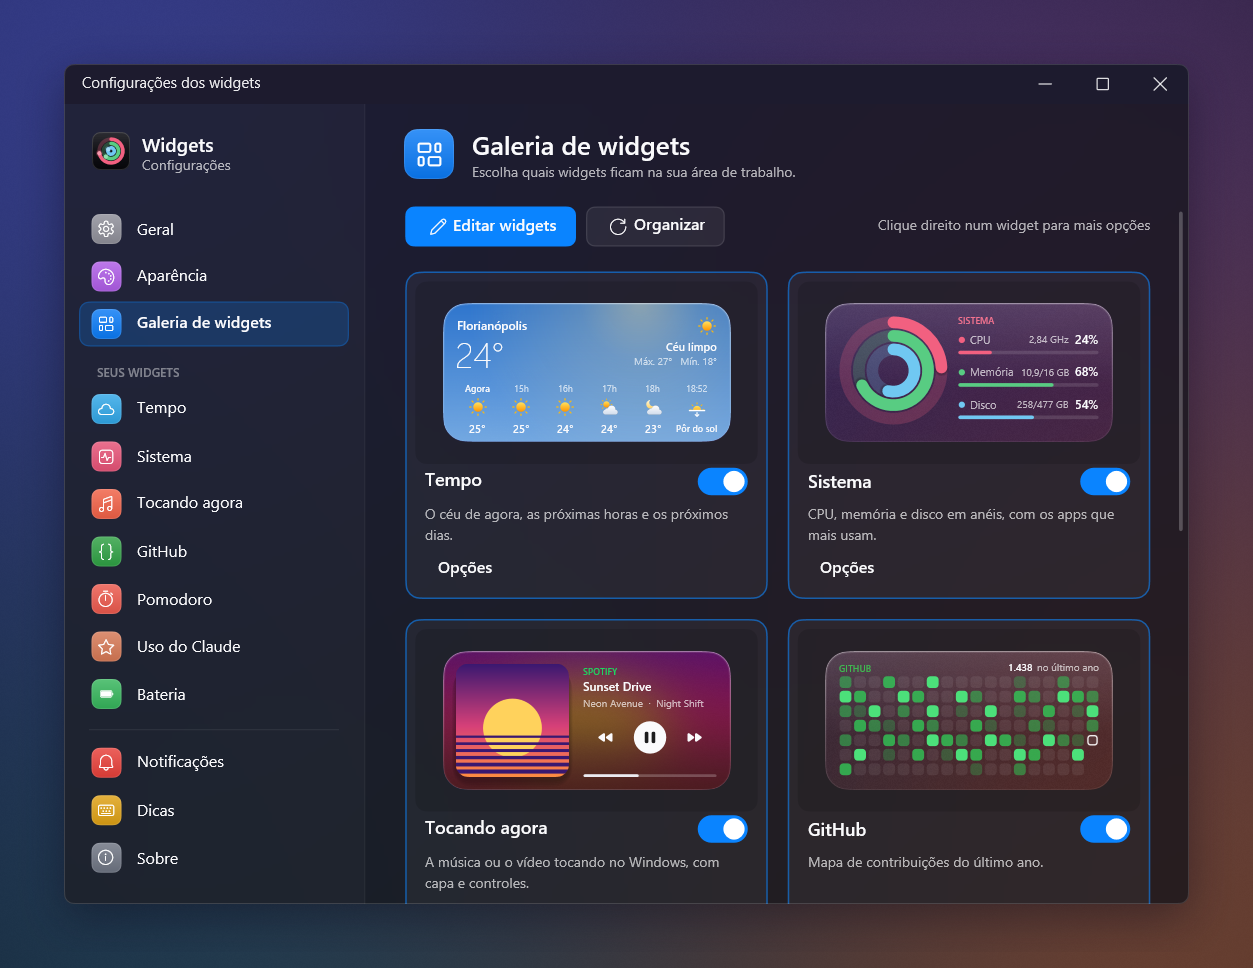 Configurações dos widgets
Widgets
Configurações
Geral
Aparência
Galeria de widgets
SEUS WIDGETS
Tempo
Sistema
Tocando agora
GitHub
Pomodoro
Uso do Claude
Bateria
Notificações
Dicas
Sobre
Galeria de widgets
Escolha quais widgets ficam na sua área de trabalho.
Editar widgets
Organizar
Clique direito num widget para mais opções
Florianópolis
24°
Céu limpo
Máx. 27° Mín. 18°
Agora 15h 16h 17h 18h 18:52
25° 25° 24° 24° 23° Pôr do sol
Tempo
O céu de agora, as próximas horas e os próximos
dias.
Opções
SISTEMA
CPU 2,84 GHz 24%
Memória 10,9/16 GB 68%
Disco 258/477 GB 54%
Sistema
CPU, memória e disco em anéis, com os apps que
mais usam.
Opções
SPOTIFY
Sunset Drive
Neon Avenue · Night Shift
Tocando agora
A música ou o vídeo tocando no Windows, com
capa e controles.
GITHUB
1.438 no último ano
GitHub
Mapa de contribuições do último ano.